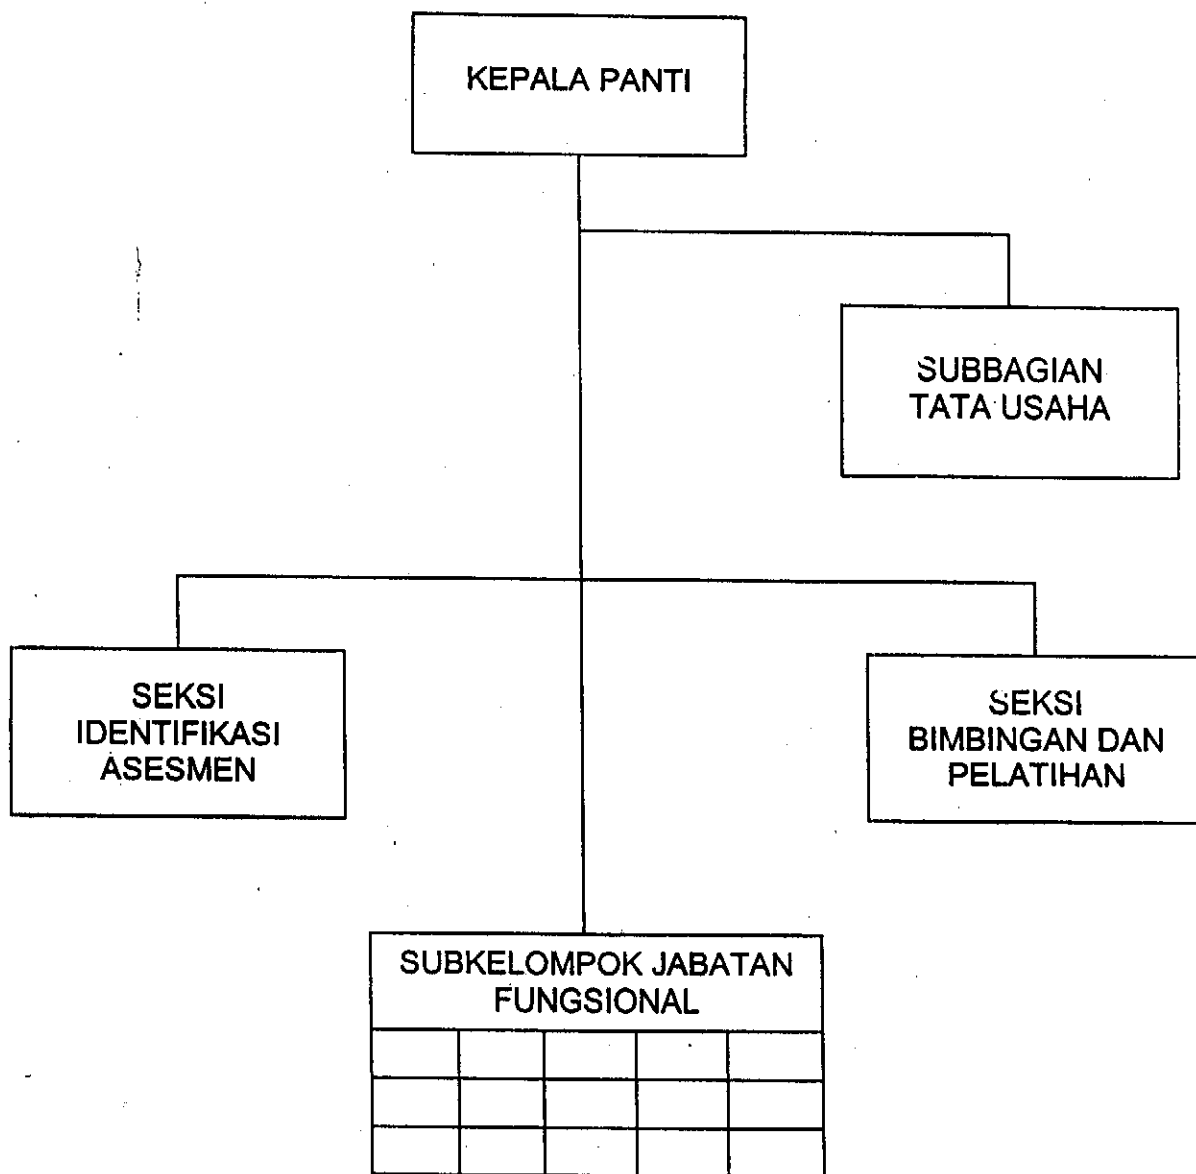 KEPALA PANTI
SUBBAGIAN
TATA USAHA
SEKSI
IDENTIFIKASI
ASESMEN
SEKSI
BIMBINGAN DAN
PELATIHAN
SUBKELOMPOK JABATAN
FUNGSIONAL